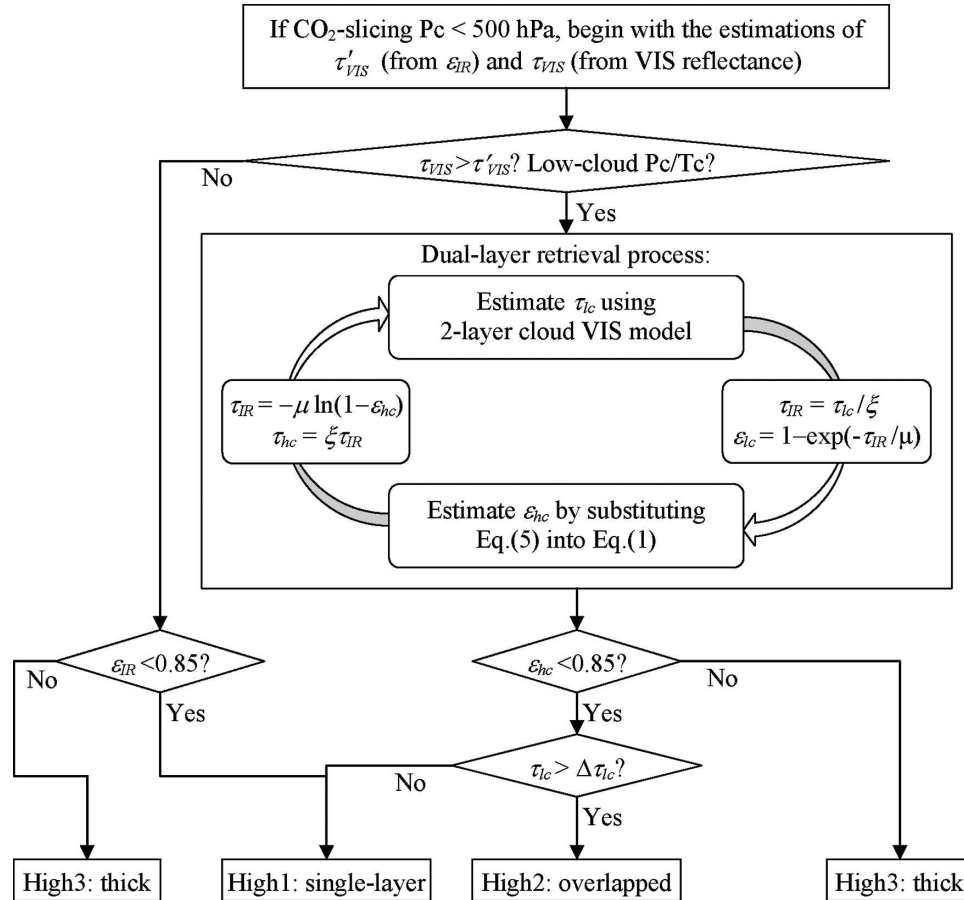 If CO₂-slicing Pc < 500 hPa, begin with the estimations of
τ′VIS (from εIR) and τVIS (from VIS reflectance)
τVIS > τ′VIS? Low-cloud Pc/Tc?
No
Yes
Dual-layer retrieval process:
Estimate τlc using
2-layer cloud VIS model
τIR = −μ ln(1−εhc)
τhc = ξτIR
τIR = τlc/ξ
εlc = 1−exp(-τIR/μ)
Estimate εhc by substituting
Eq.(5) into Eq.(1)
εIR <0.85?
No
Yes
εhc <0.85?
No
Yes
τlc > Δτlc?
No
Yes
High3: thick
High1: single-layer
High2: overlapped
High3: thick